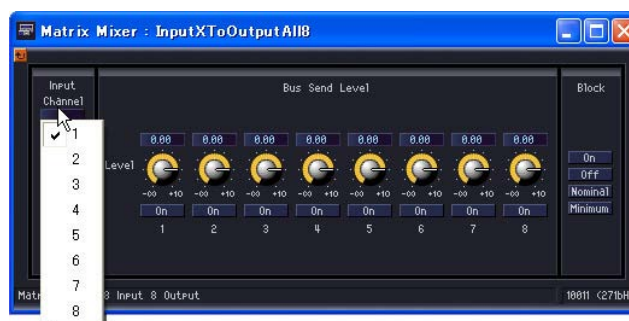 Matrix Mixer : InputXToOutputAll8
Input
Channel
Bus Send Level
Block
1
2
3
4
5
6
7
8
Level
0.00 0.00 0.00 0.00 0.00 0.00 0.00 0.00
-∞ +10 -∞ +10 -∞ +10 -∞ +10 -∞ +10 -∞ +10 -∞ +10 -∞ +10
On On On On On On On On
1 2 3 4 5 6 7 8
On
Off
Nominal
Minimum
8 Input 8 Output
10011 (271bH